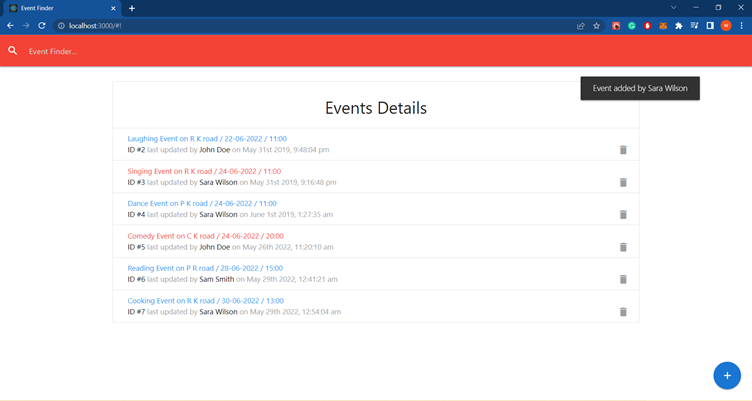 Event Finder
localhost:3000/#!
Event Finder...
Event added by Sara Wilson
Events Details
Laughing Event on R K road / 22-06-2022 / 11:00
ID #2 last updated by John Doe on May 31st 2019, 9:48:04 pm
Singing Event on R K road / 24-06-2022 / 11:00
ID #3 last updated by Sara Wilson on May 31st 2019, 9:16:48 pm
Dance Event on P K road / 24-06-2022 / 11:00
ID #4 last updated by Sara Wilson on June 1st 2019, 1:27:35 am
Comedy Event on C K road / 24-06-2022 / 20:00
ID #5 last updated by John Doe on May 26th 2022, 11:20:10 am
Reading Event on P R road / 28-06-2022 / 15:00
ID #6 last updated by Sam Smith on May 29th 2022, 12:41:21 am
Cooking Event on R K road / 30-06-2022 / 13:00
ID #7 last updated by Sara Wilson on May 29th 2022, 12:54:04 am